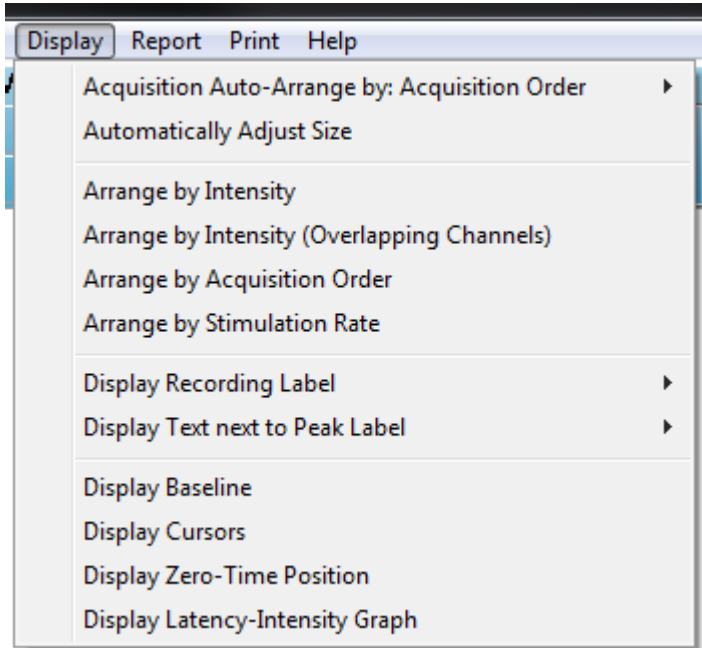 Display Report Print Help
Acquisition Auto-Arrange by: Acquisition Order
Automatically Adjust Size
Arrange by Intensity
Arrange by Intensity (Overlapping Channels)
Arrange by Acquisition Order
Arrange by Stimulation Rate
Display Recording Label
Display Text next to Peak Label
Display Baseline
Display Cursors
Display Zero-Time Position
Display Latency-Intensity Graph